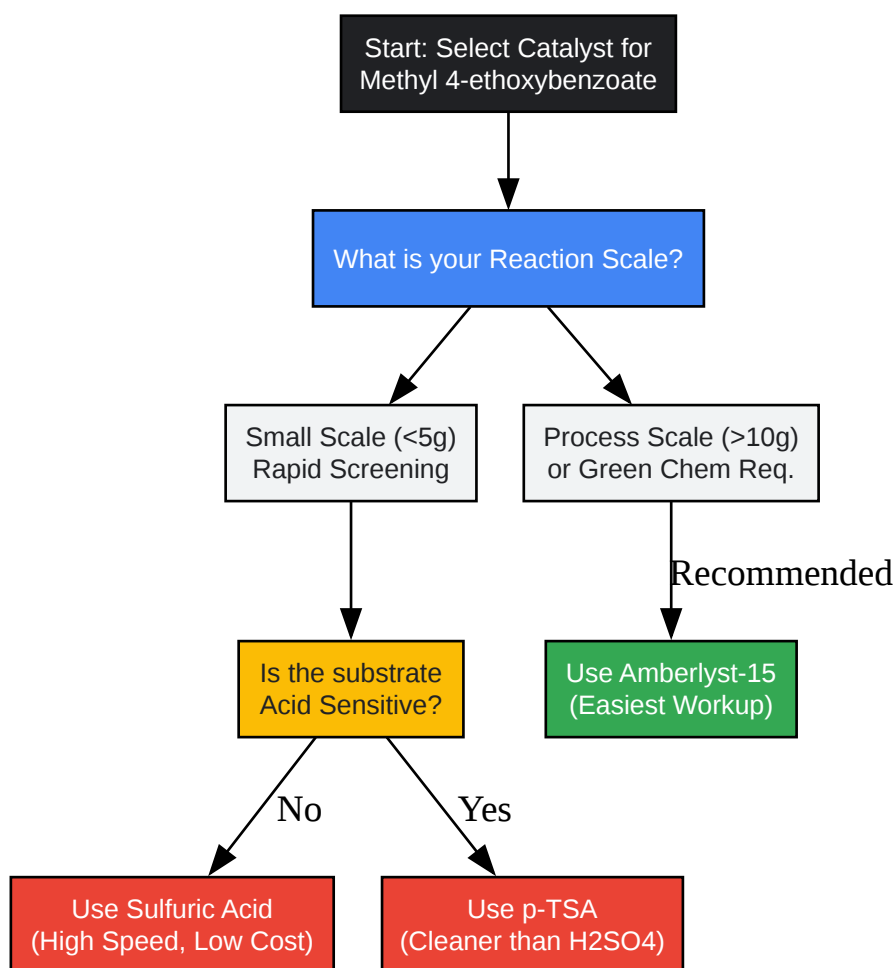 Start: Select Catalyst for
Methyl 4-ethoxybenzoate
What is your Reaction Scale?
Small Scale (<5g)
Rapid Screening
Process Scale (>10g)
or Green Chem Req.
Recommended
Is the substrate
Acid Sensitive?
Use Amberlyst-15
(Easiest Workup)
No
Yes
Use Sulfuric Acid
(High Speed, Low Cost)
Use p-TSA
(Cleaner than H2SO4)